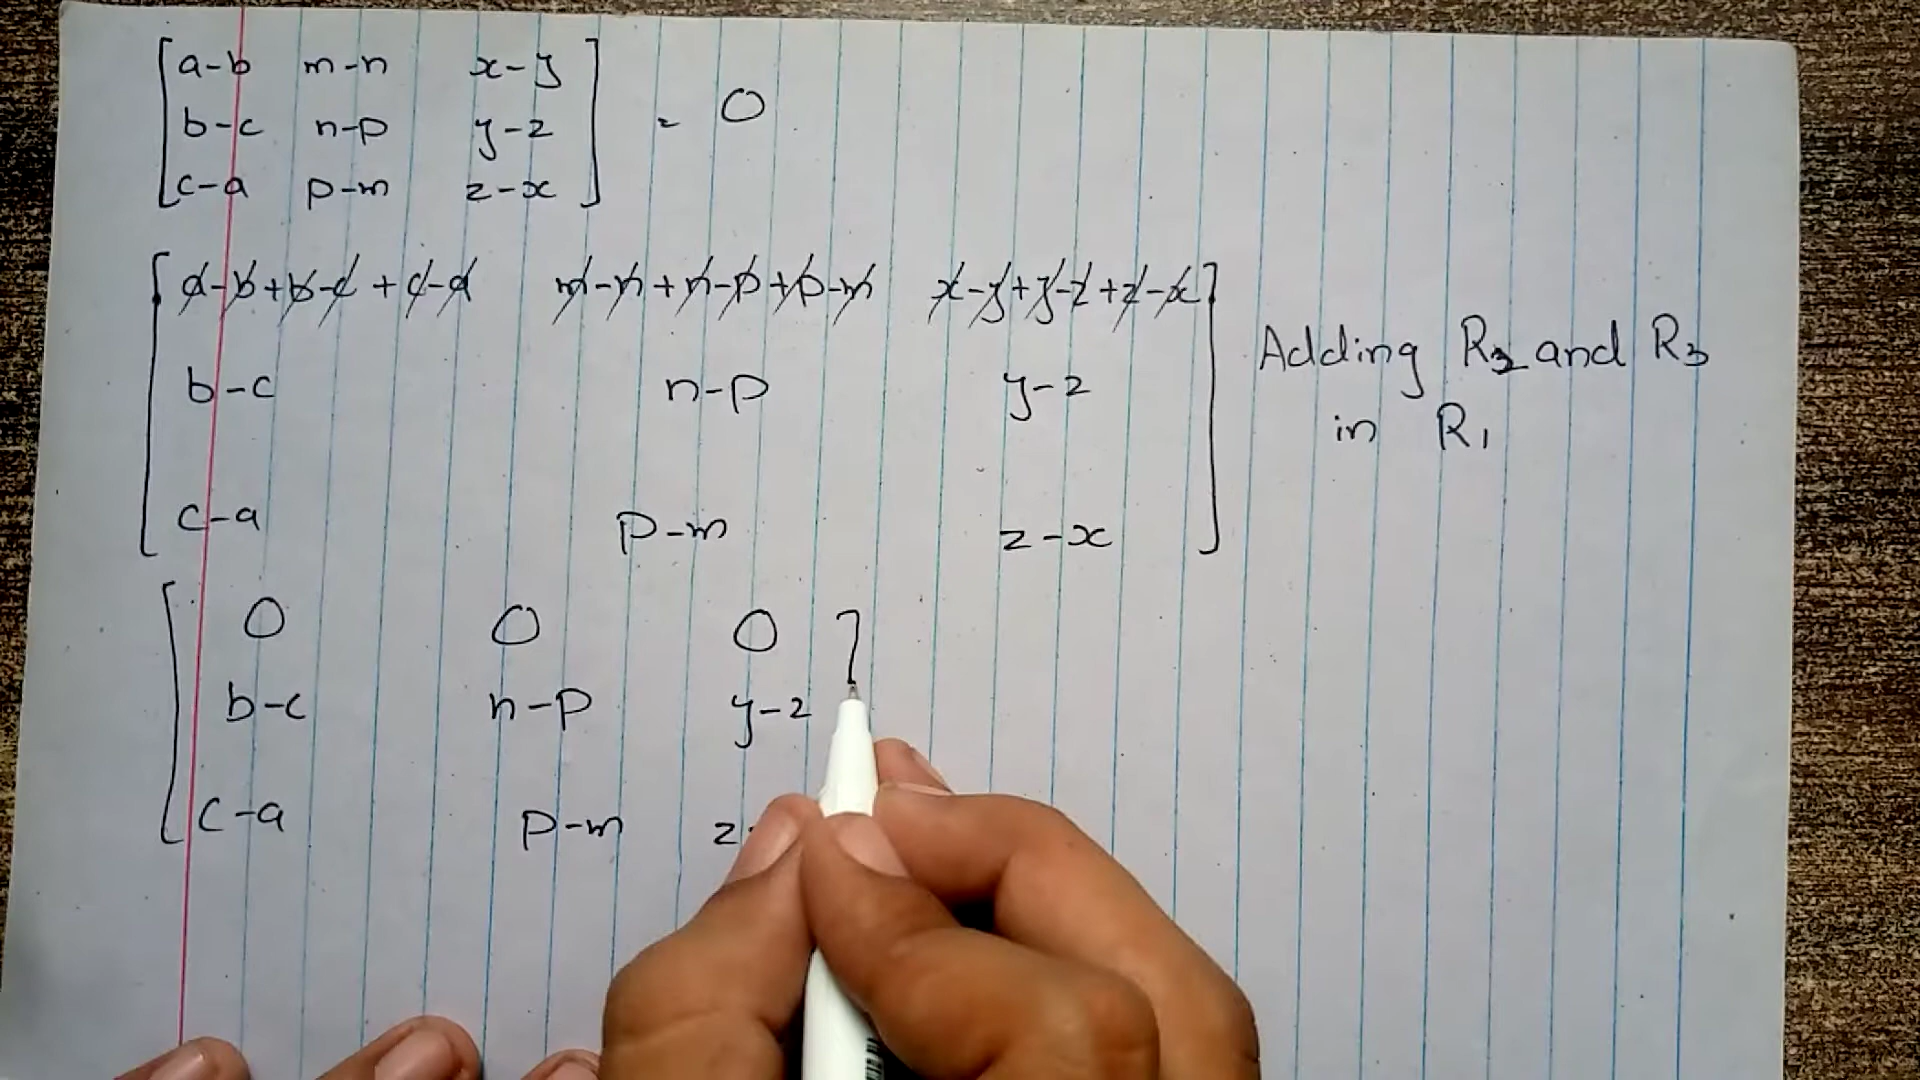 a-b m-n x-y
b-c n-p y-z = 0
c-a p-m z-x
a-b+b-c+c-a m-n+n-p+p-m x-y+y-z+z-x
Adding R2 and R3
b-c n-p y-z
in R1
c-a p-m z-x
0 0 0
b-c n-p y-z
c-a p-m z